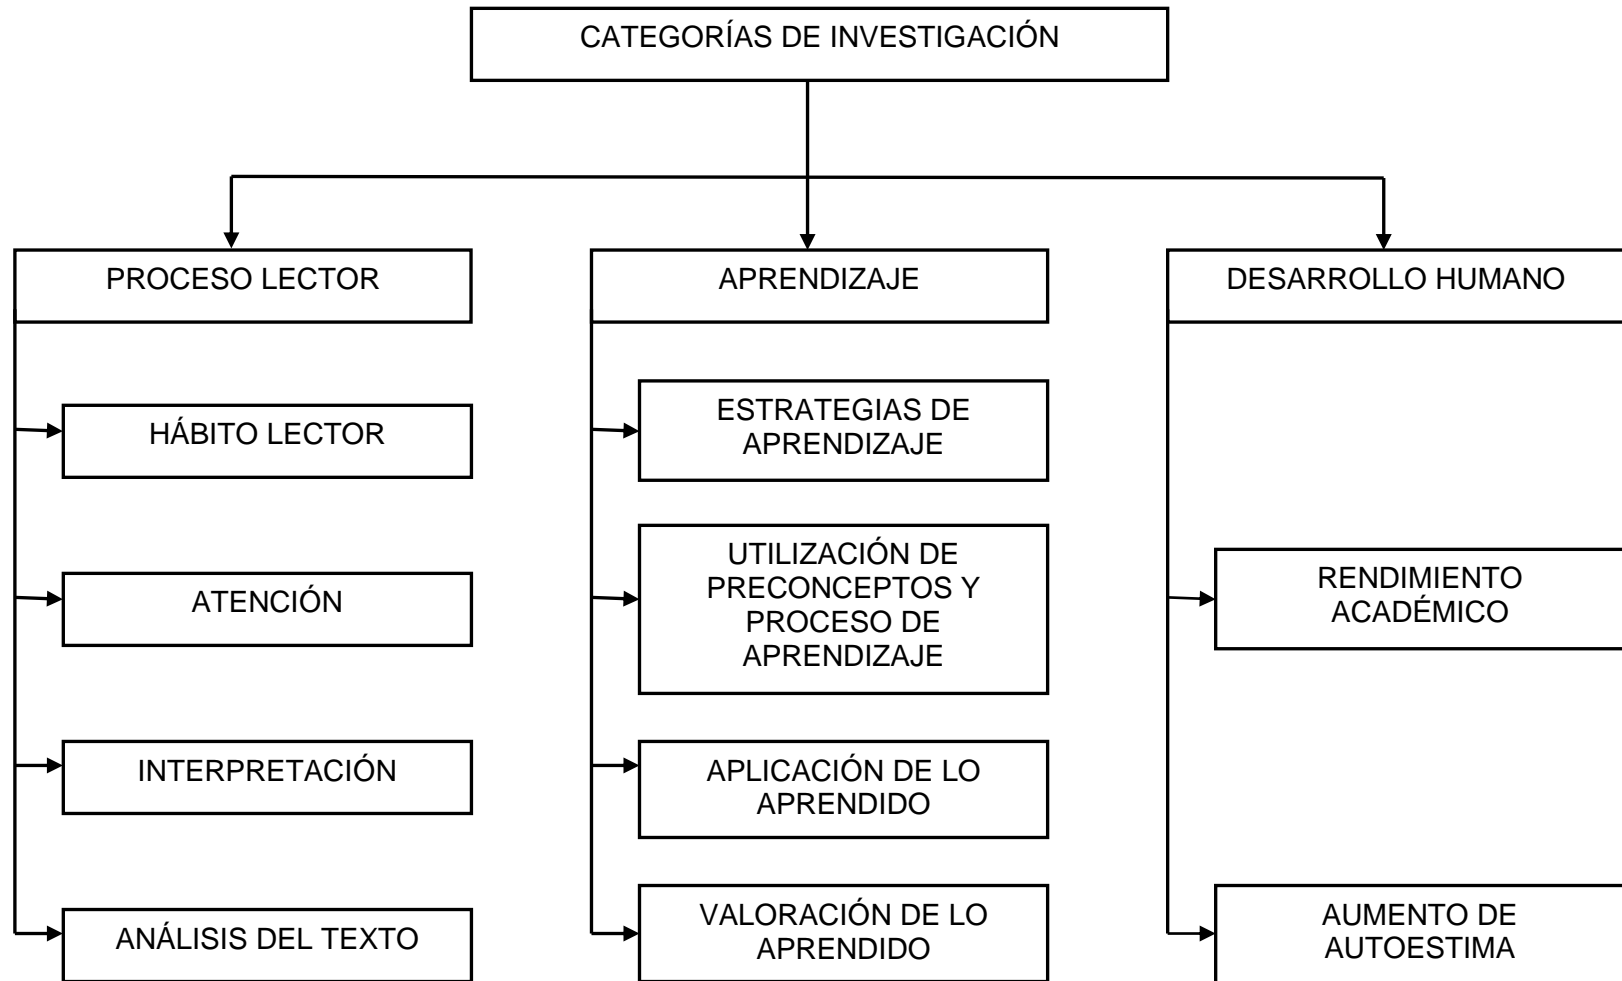 CATEGORÍAS DE INVESTIGACIÓN
PROCESO LECTOR
HÁBITO LECTOR
ATENCIÓN
INTERPRETACIÓN
ANÁLISIS DEL TEXTO
APRENDIZAJE
ESTRATEGIAS DE
APRENDIZAJE
UTILIZACIÓN DE
PRECONCEPTOS Y
PROCESO DE
APRENDIZAJE
APLICACIÓN DE LO
APRENDIDO
VALORACIÓN DE LO
APRENDIDO
DESARROLLO HUMANO
RENDIMIENTO
ACADÉMICO
AUMENTO DE
AUTOESTIMA